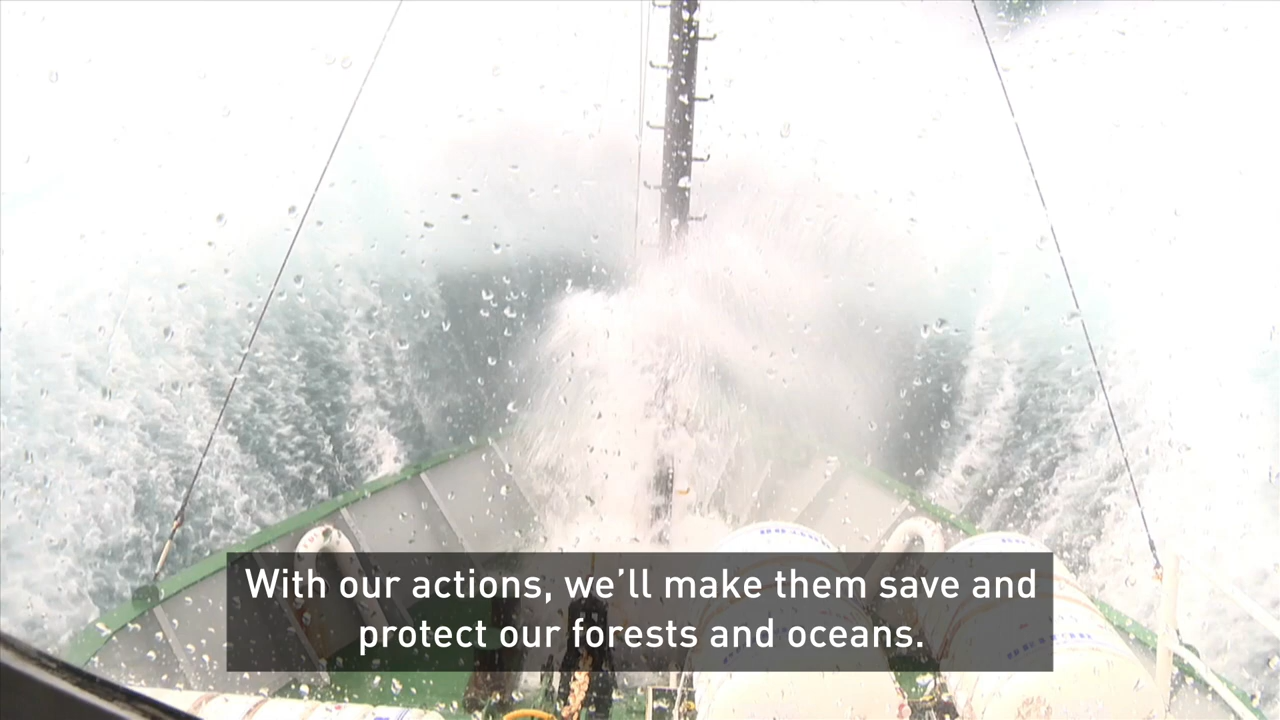 With our actions, we’ll make them save and
protect our forests and oceans.